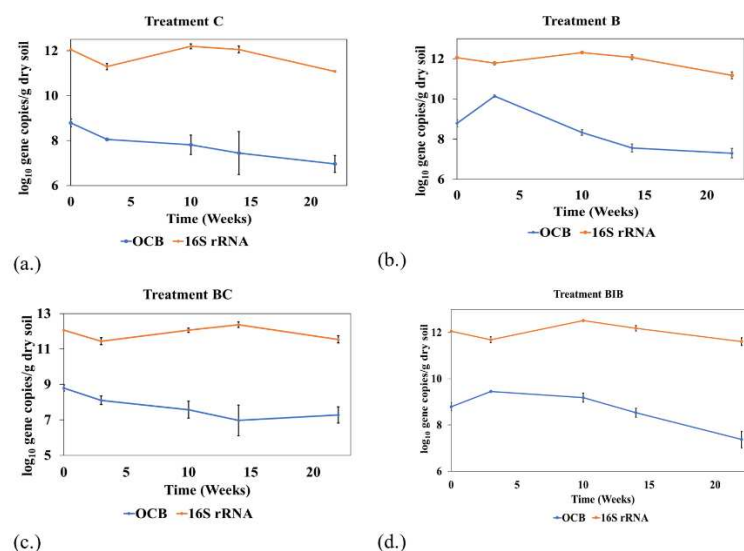 Treatment C
log₁₀ gene copies/g dry soil
12
10
8
6
0
5
10
15
20
Time (Weeks)
OCB
16S rRNA
(a.)
Treatment B
log₁₀ gene copies/g dry soil
14
12
10
8
6
0
5
10
15
20
Time (Weeks)
OCB
16S rRNA
(b.)
Treatment BC
log₁₀ gene copies/g dry soil
13
11
9
7
5
0
5
10
15
20
Time (Weeks)
OCB
16S rRNA
(c.)
Treatment BIB
log₁₀ gene copies/g dry soil
12
10
8
6
0
5
10
15
20
Time (Weeks)
OCB
16S rRNA
(d.)